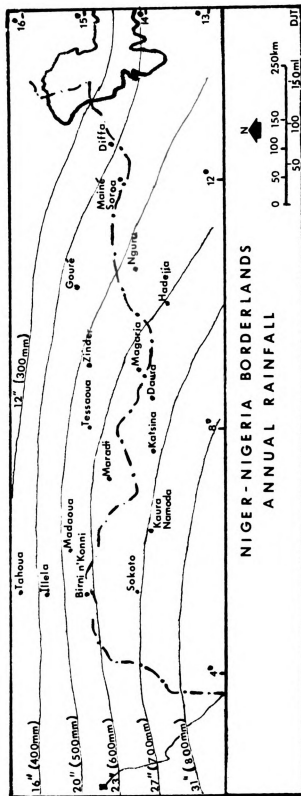 16°
15°
14°
13°
12" (300mm)
Tahoua
Illela
Gouré
16" (400mm)
Madaoua
Tessaoua
Zinder
Diffa
Mainé
Soroa
20" (500mm)
Birni n'Konni
Maradi
Magaria
Nguru
23" (600mm)
Sokoto
Kaura
Namoda
Katsina
Dawa
Hadejja
27" (700mm)
31" (800mm)
4°
8°
12°
NIGER-NIGERIA BORDERLANDS
ANNUAL RAINFALL
N
0 50 100 150 250km
0 50 100 150ml
DJT